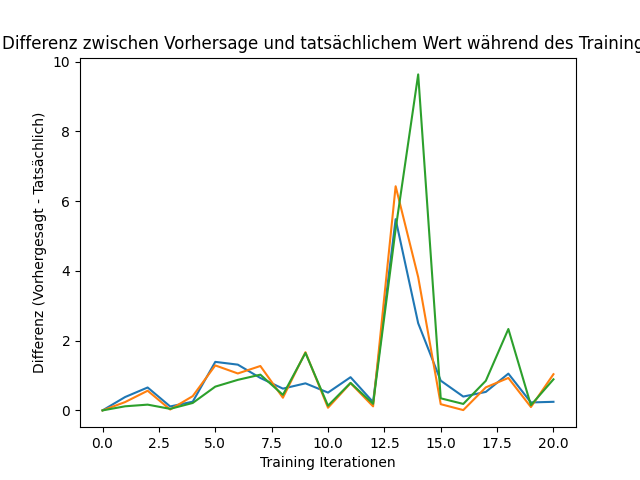 Differenz zwischen Vorhersage und tatsächlichem Wert während des Training
Differenz (Vorhergesagt - Tatsächlich)
10
8
6
4
2
0
0.0 2.5 5.0 7.5 10.0 12.5 15.0 17.5 20.0
Training Iterationen